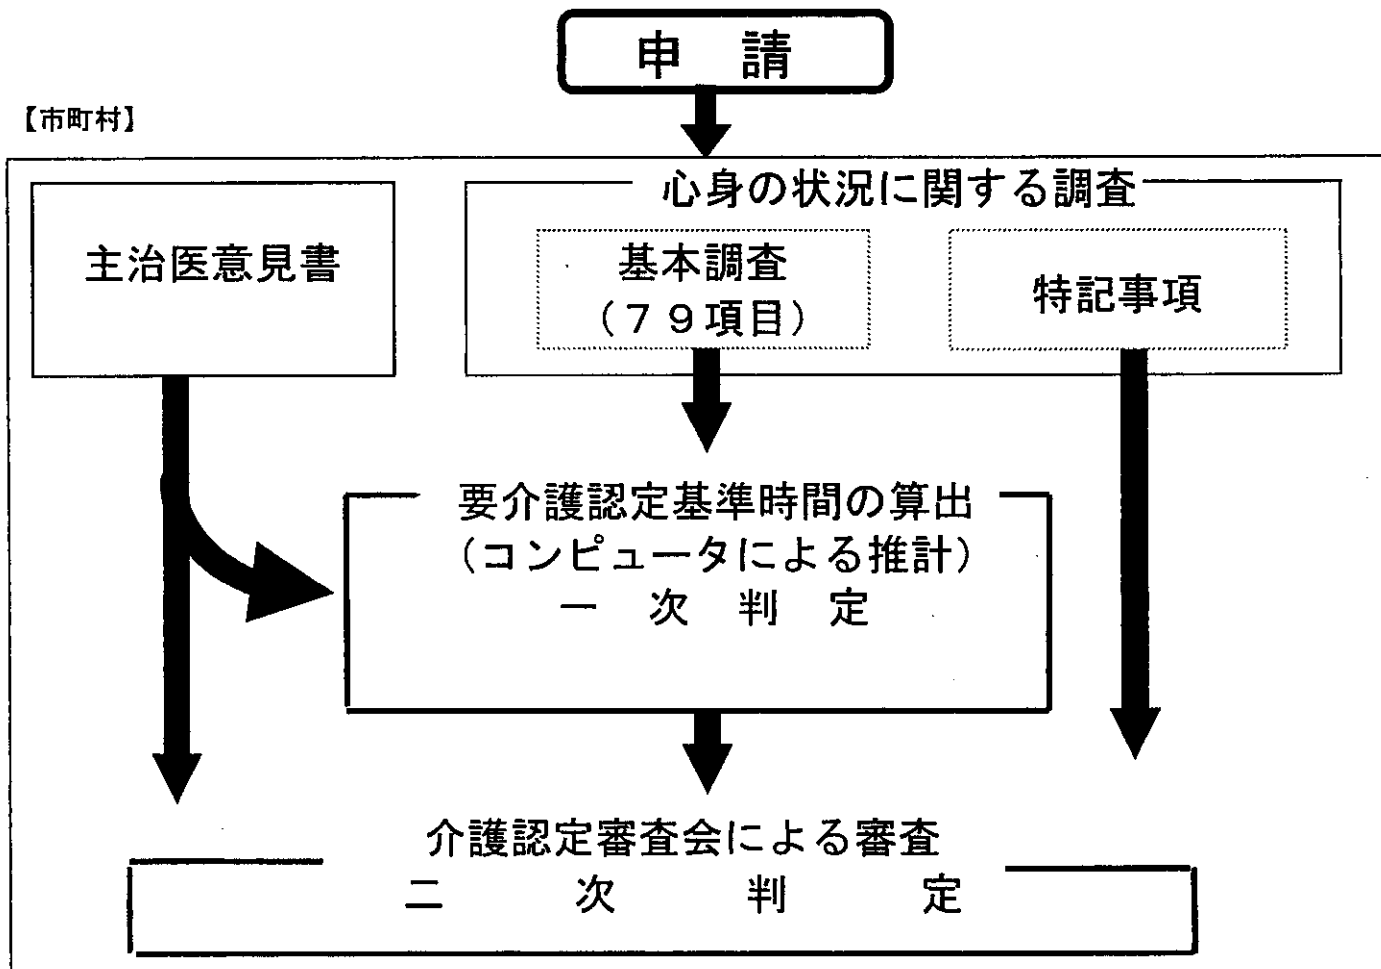 申 請
【市町村】
心身の状況に関する調査
主治医意見書
基本調査
(79項目)
特記事項
要介護認定基準時間の算出
(コンピュータによる推計)
一 次 判 定
介護認定審査会による審査
二 次 判 定